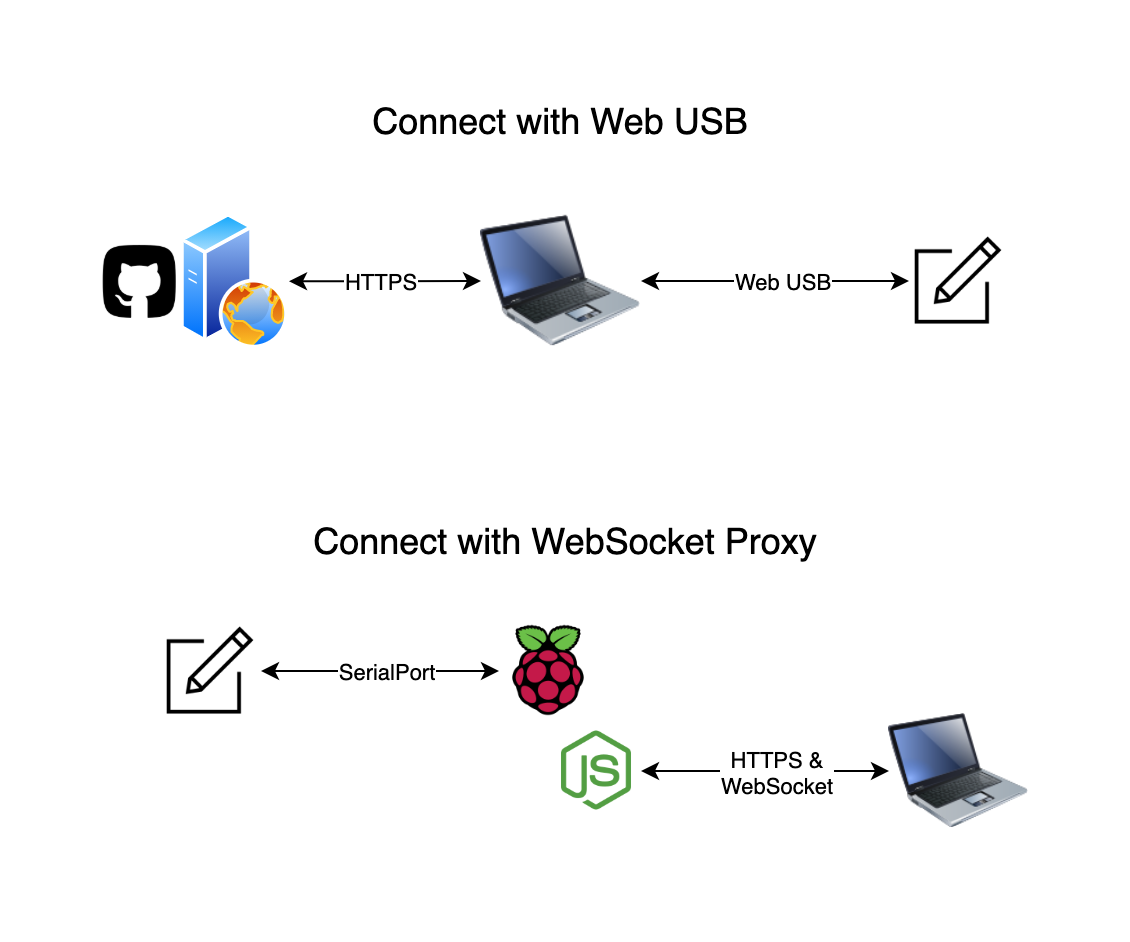 Connect with Web USB
HTTPS
Web USB
Connect with WebSocket Proxy
SerialPort
JS
HTTPS &
WebSocket